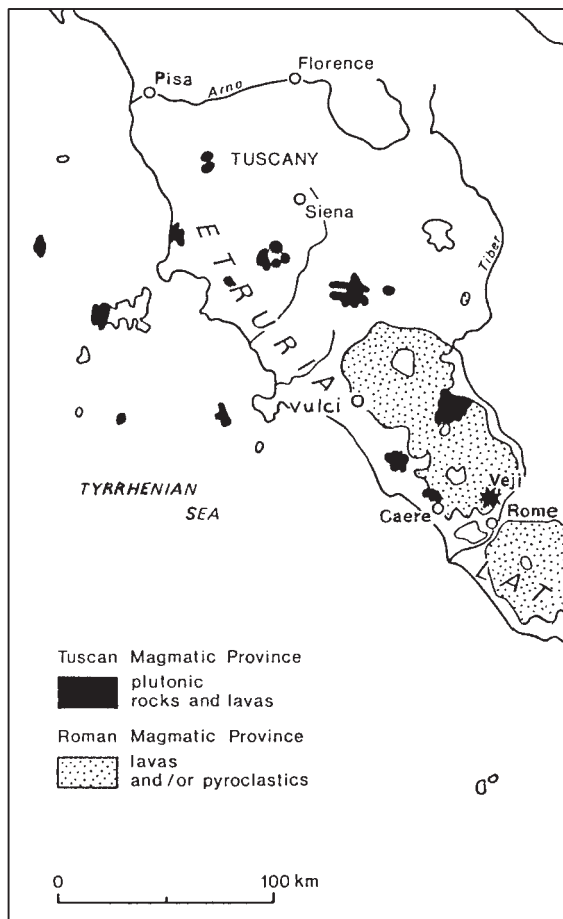 Florence
Pisa
Arno
TUSCANY
Siena
ETRURIA
Tiber
Vulci
TYRRHENIAN
SEA
Veji
Caere
Rome
LAT
Tuscan Magmatic Province
plutonic
rocks and lavas
Roman Magmatic Province
lavas
and/or pyroclastics
0 100 km